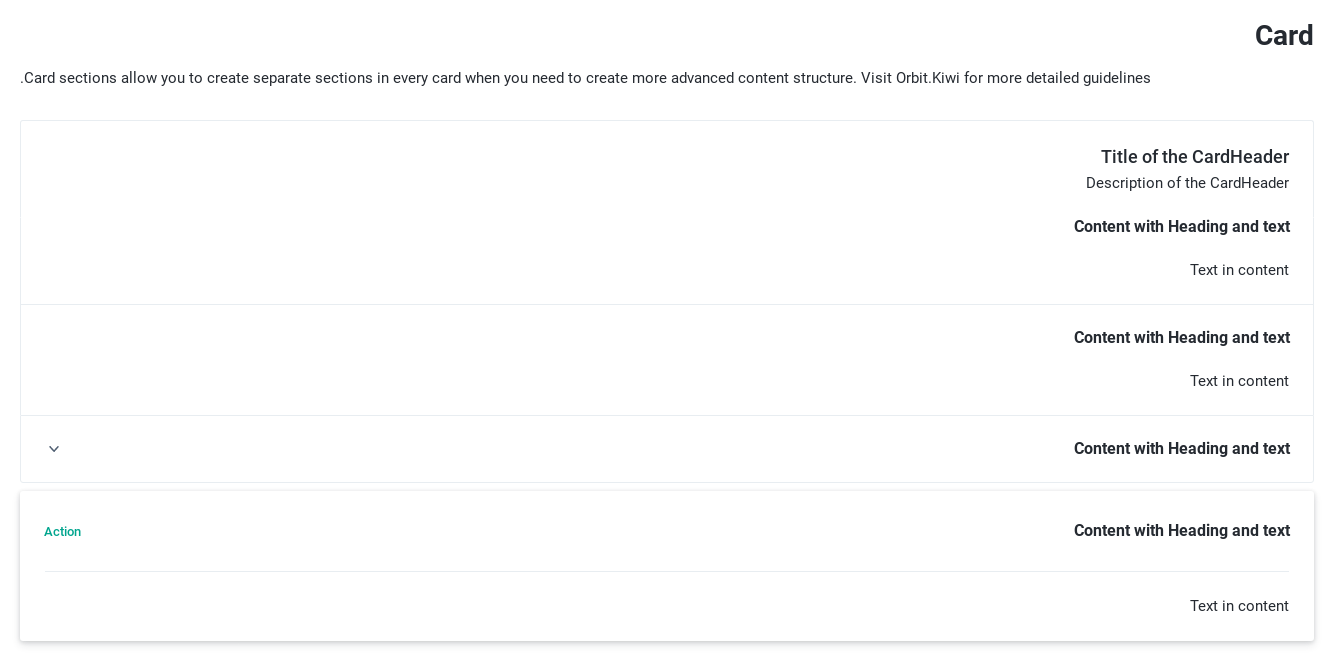 Card
.Card sections allow you to create separate sections in every card when you need to create more advanced content structure. Visit Orbit.Kiwi for more detailed guidelines
Title of the CardHeader
Description of the CardHeader
Content with Heading and text
Text in content
Content with Heading and text
Text in content
Content with Heading and text
Content with Heading and text
Action
Text in content